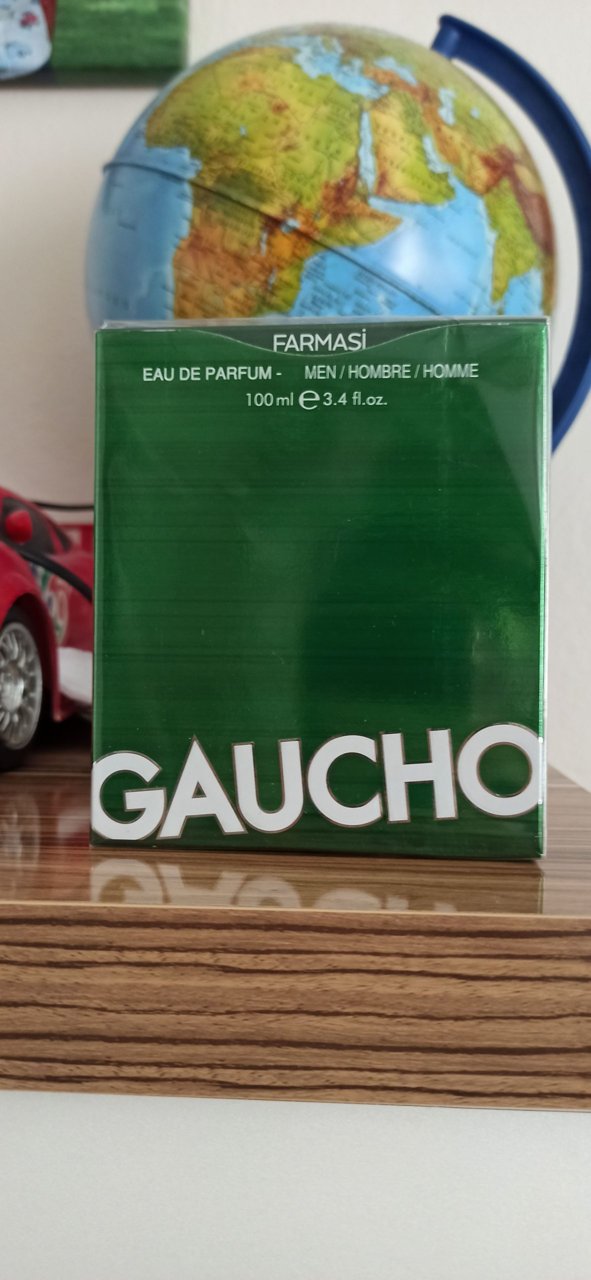 FARMASİ
EAU DE PARFUM - MEN / HOMBRE / HOMME
100 ml ℮ 3.4 fl.oz.
GAUCHO